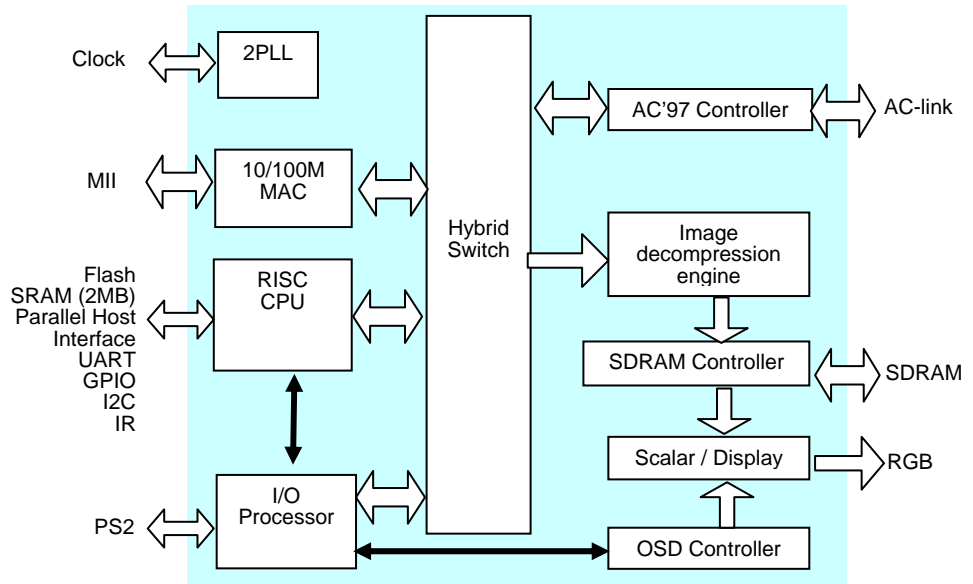 Clock
2PLL
AC'97 Controller
AC-link
MII
10/100M
MAC
Hybrid
Switch
Image
decompression
engine
Flash
SRAM (2MB)
Parallel Host
Interface
UART
GPIO
I2C
IR
RISC
CPU
SDRAM Controller
SDRAM
Scalar / Display
RGB
PS2
I/O
Processor
OSD Controller